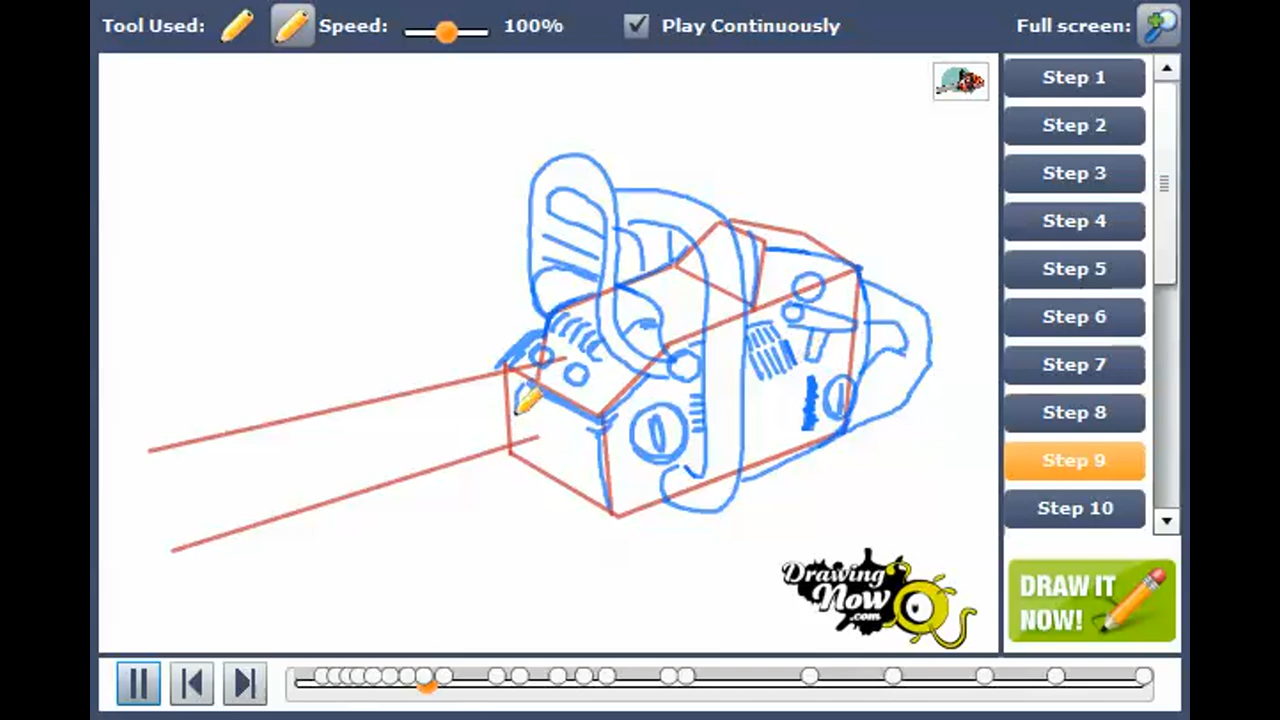 Tool Used: Speed: 100% Play Continuously Full screen:
Step 1
Step 2
Step 3
Step 4
Step 5
Step 6
Step 7
Step 8
Step 9
Step 10
Drawing
Now
.com
DRAW IT
NOW!